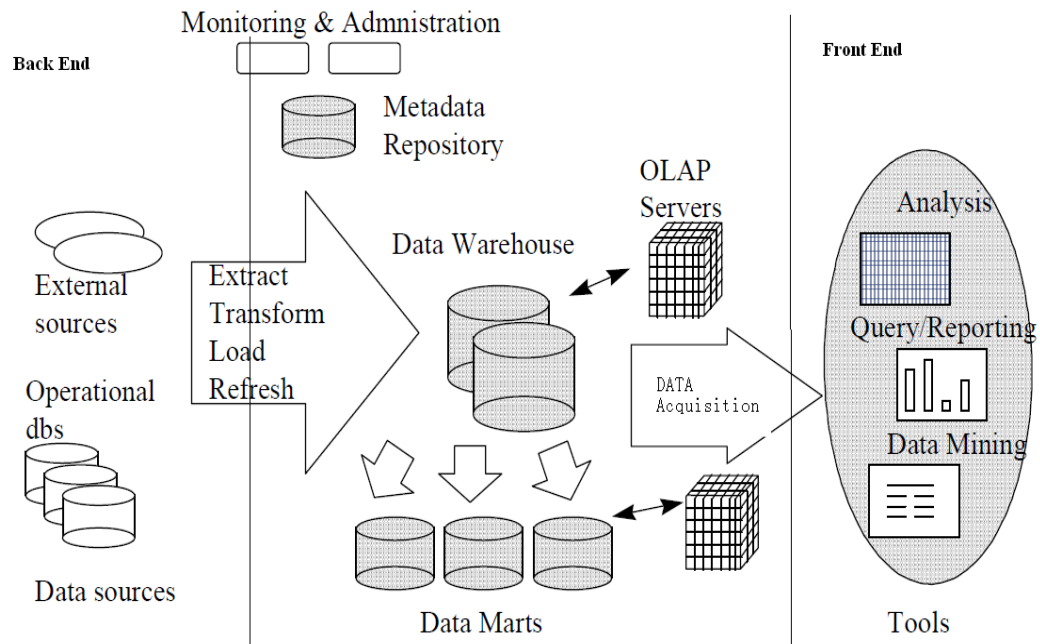 Monitoring & Admnistration
Back End
Front End
Metadata
Repository
OLAP
Servers
Analysis
Data Warehouse
External
sources
Extract
Transform
Load
Refresh
Query/Reporting
Operational
dbs
DATA
Acquisition
Data Mining
Data sources
Data Marts
Tools